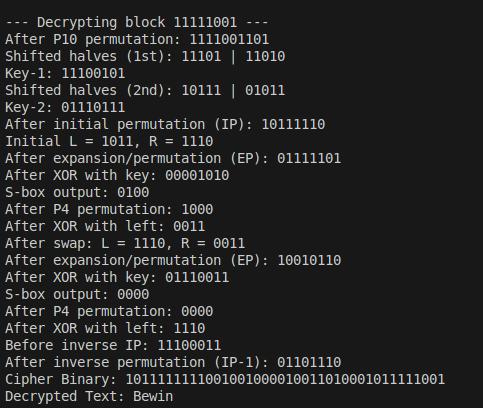 --- Decrypting block 11111001 ---
After P10 permutation: 1111001101
Shifted halves (1st): 11101 | 11010
Key-1: 11100101
Shifted halves (2nd): 10111 | 01011
Key-2: 01110111
After initial permutation (IP): 10111110
Initial L = 1011, R = 1110
After expansion/permutation (EP): 01111101
After XOR with key: 00001010
S-box output: 0100
After P4 permutation: 1000
After XOR with left: 0011
After swap: L = 1110, R = 0011
After expansion/permutation (EP): 10010110
After XOR with key: 01110011
S-box output: 0000
After P4 permutation: 0000
After XOR with left: 1110
Before inverse IP: 11100011
After inverse permutation (IP-1): 01101110
Cipher Binary: 1011111111001001000010011010001011111001
Decrypted Text: Bewin